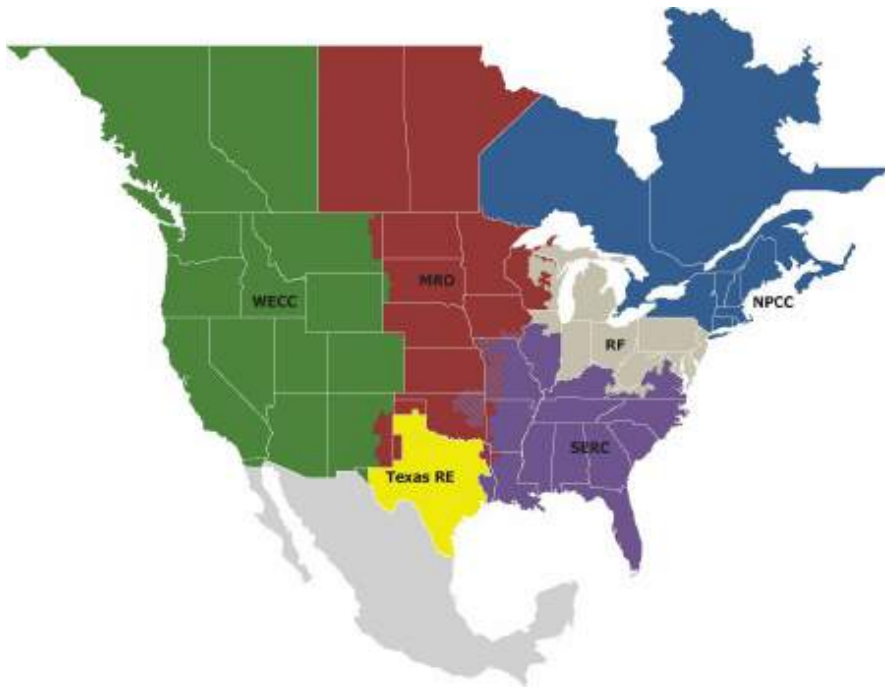 MRO
WECC
NPCC
RF
SERC
Texas RE